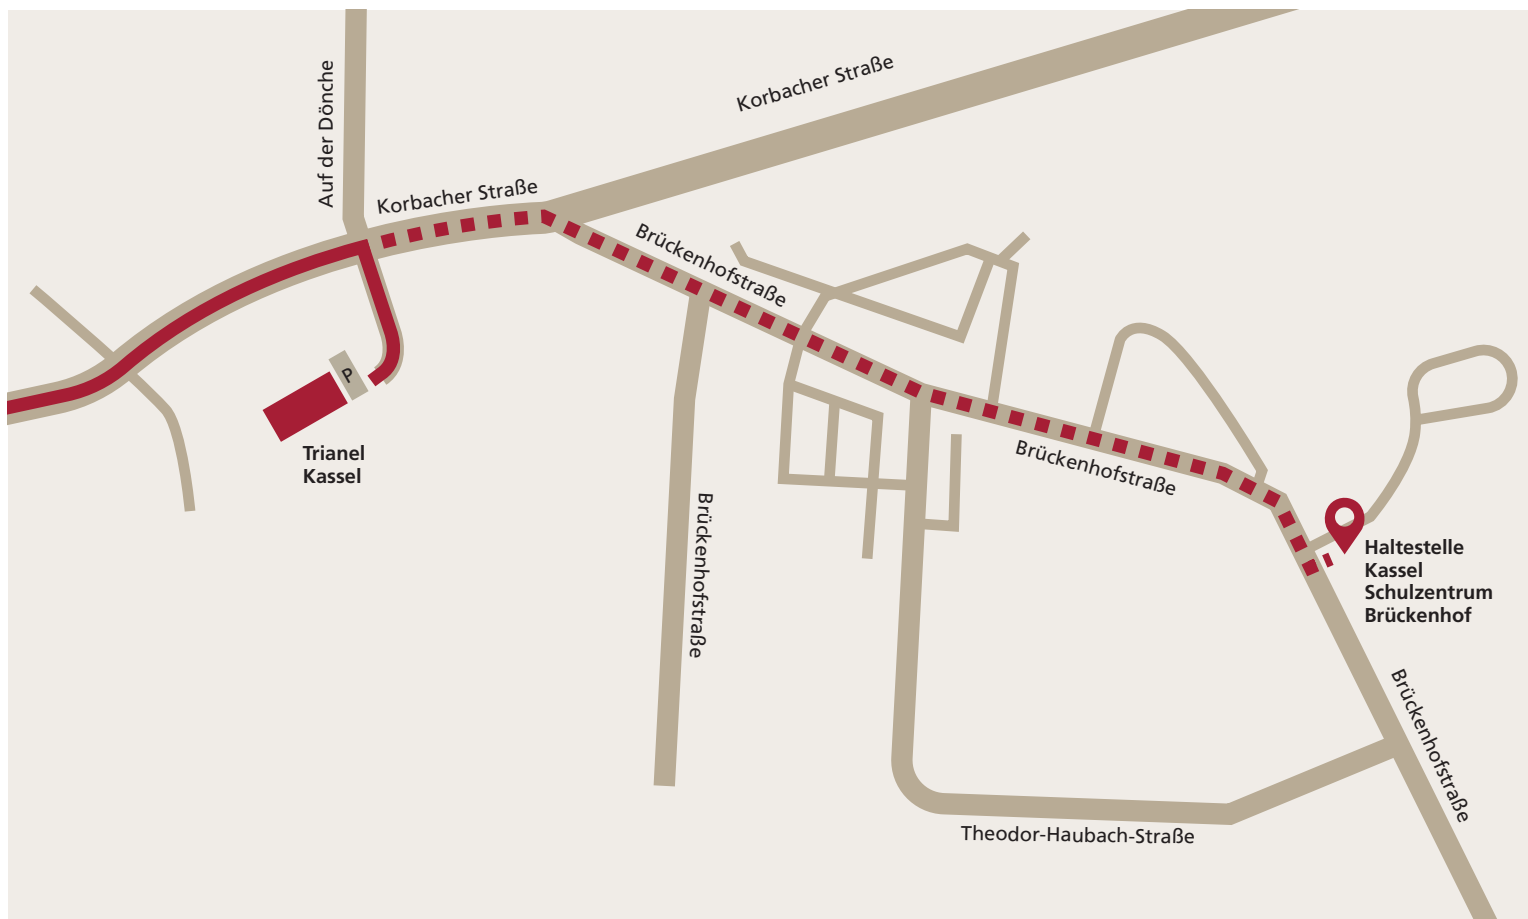 Korbacher Straße
Auf der Dönche
Korbacher Straße
Brückenhofstraße
P
Trianel
Kassel
Brückenhofstraße
Brückenhofstraße
Haltestelle
Kassel
Schulzentrum
Brückenhof
Brückenhofstraße
Theodor-Haubach-Straße